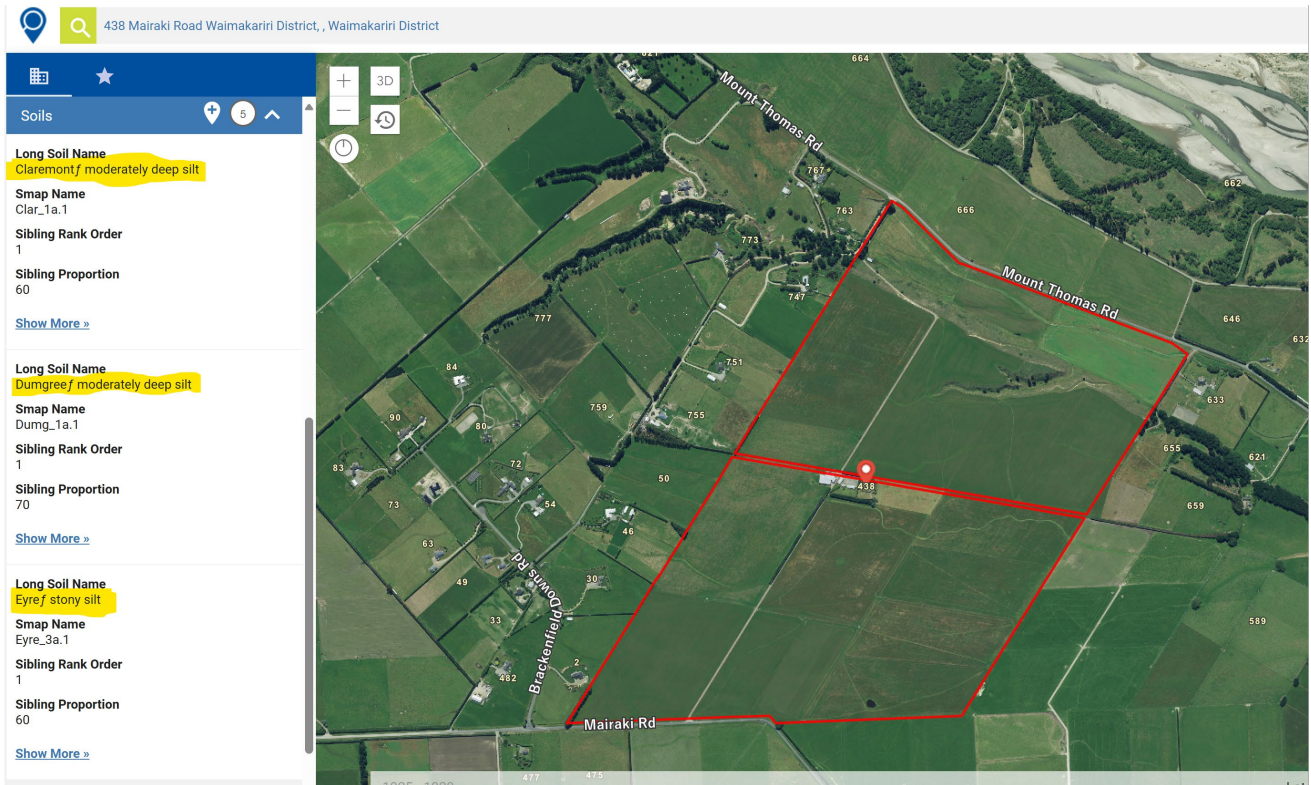 438 Mairaki Road Waimakariri District, , Waimakariri District
Soils
5
Long Soil Name
Claremontƒ moderately deep silt
Smap Name
Clar_1a.1
Sibling Rank Order
1
Sibling Proportion
60
Show More »
Long Soil Name
Dumgreeƒ moderately deep silt
Smap Name
Dumg_1a.1
Sibling Rank Order
1
Sibling Proportion
70
Show More »
Long Soil Name
Eyreƒ stony silt
Smap Name
Eyre_3a.1
Sibling Rank Order
1
Sibling Proportion
60
Show More »
+
3D
−
664
Mount Thomas Rd
767
662
763
666
773
Mount Thomas Rd
747
646
777
632
751
84
633
759
90
755
80
655
621
72
83
50
438
73
54
659
46
63
Brackenfield Downs Rd
49
30
33
589
2
482
Mairaki Rd
477
475